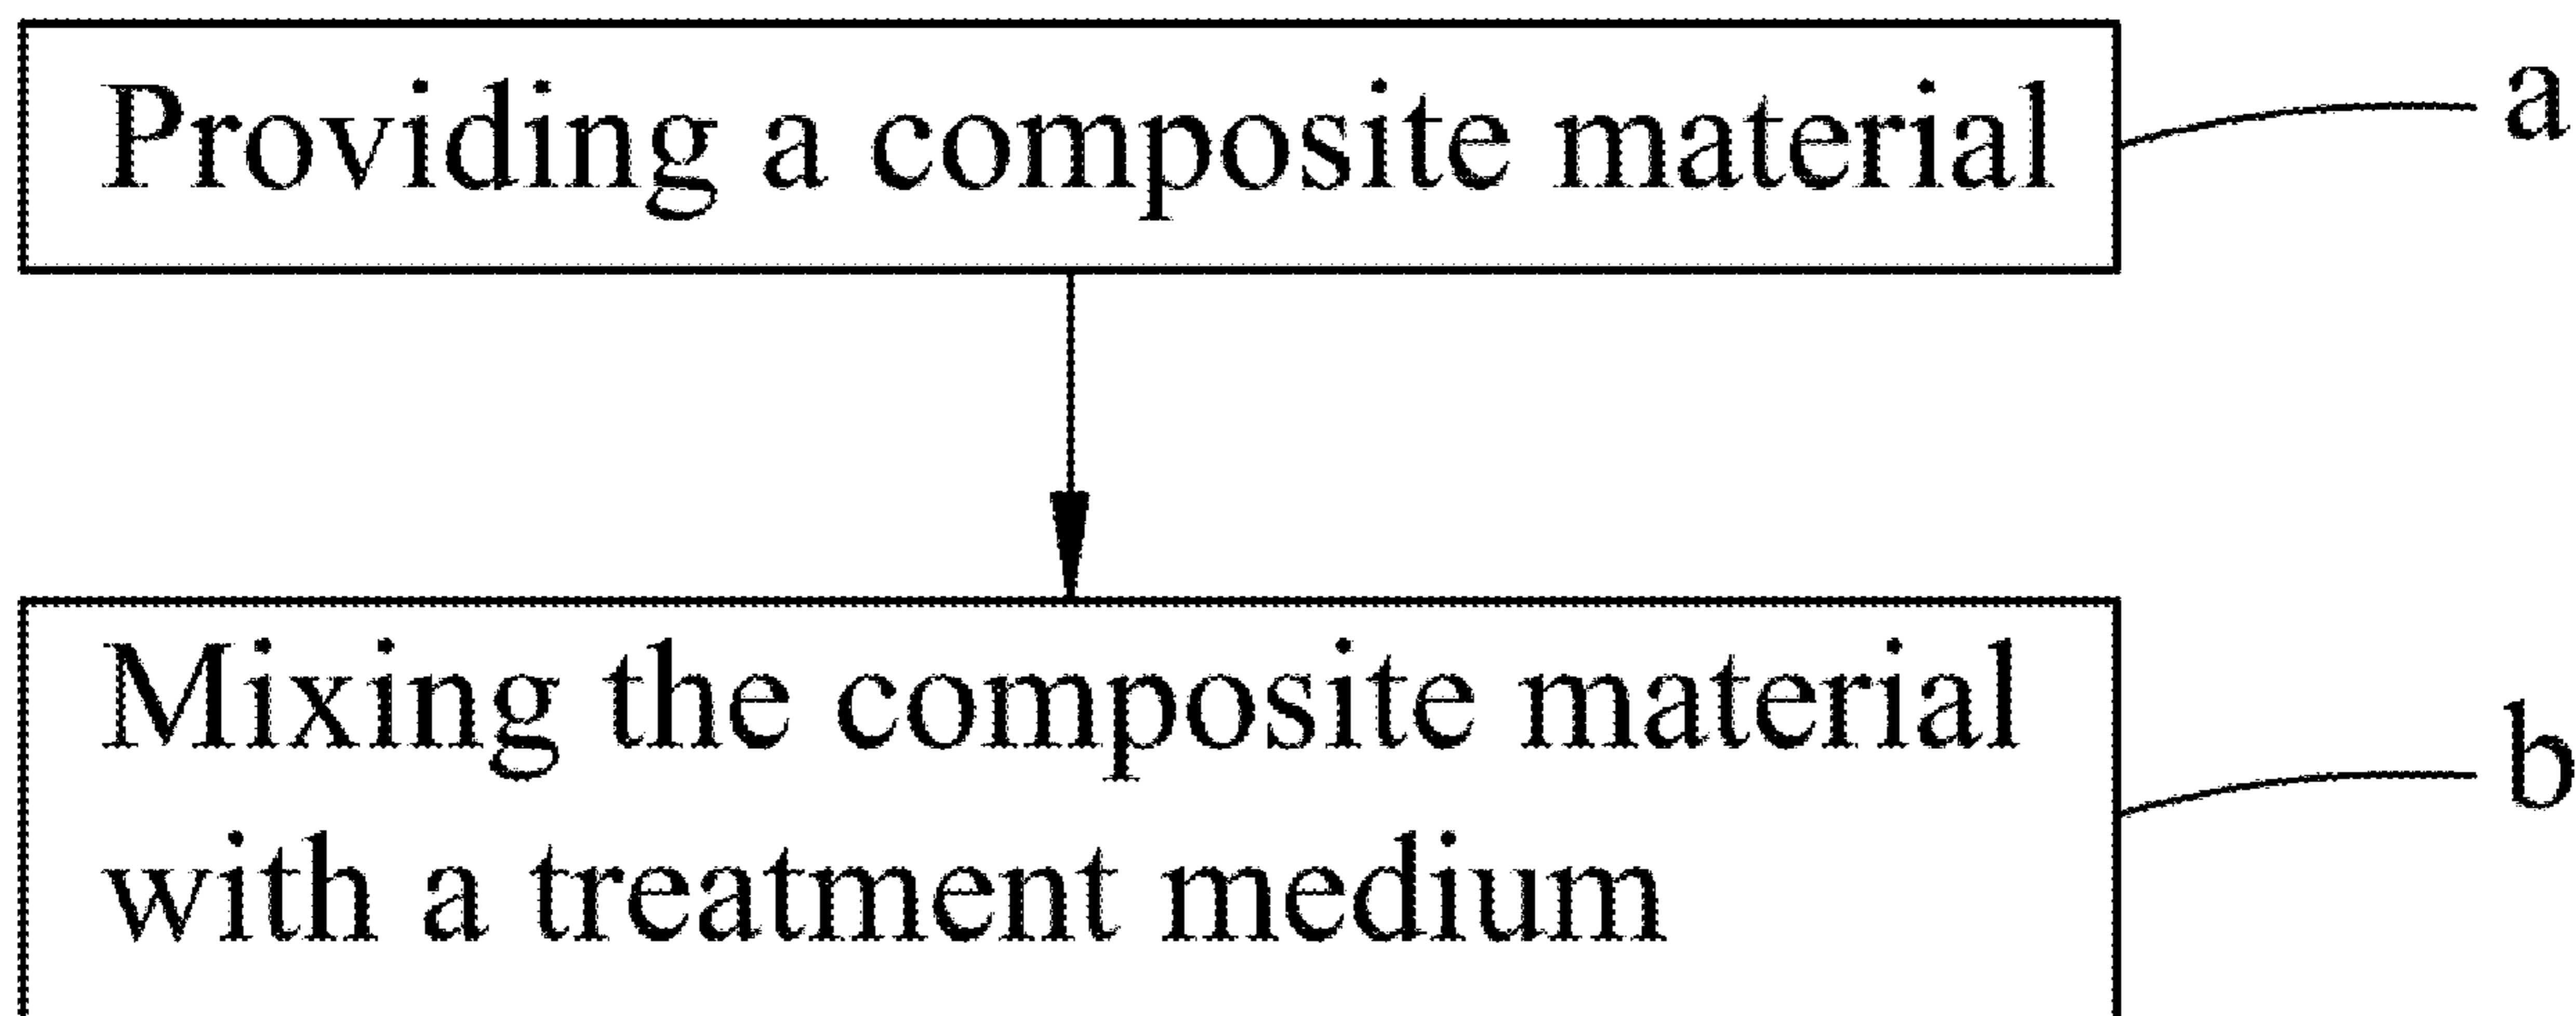 Providing a composite material
a
Mixing the composite material
with a treatment medium
b